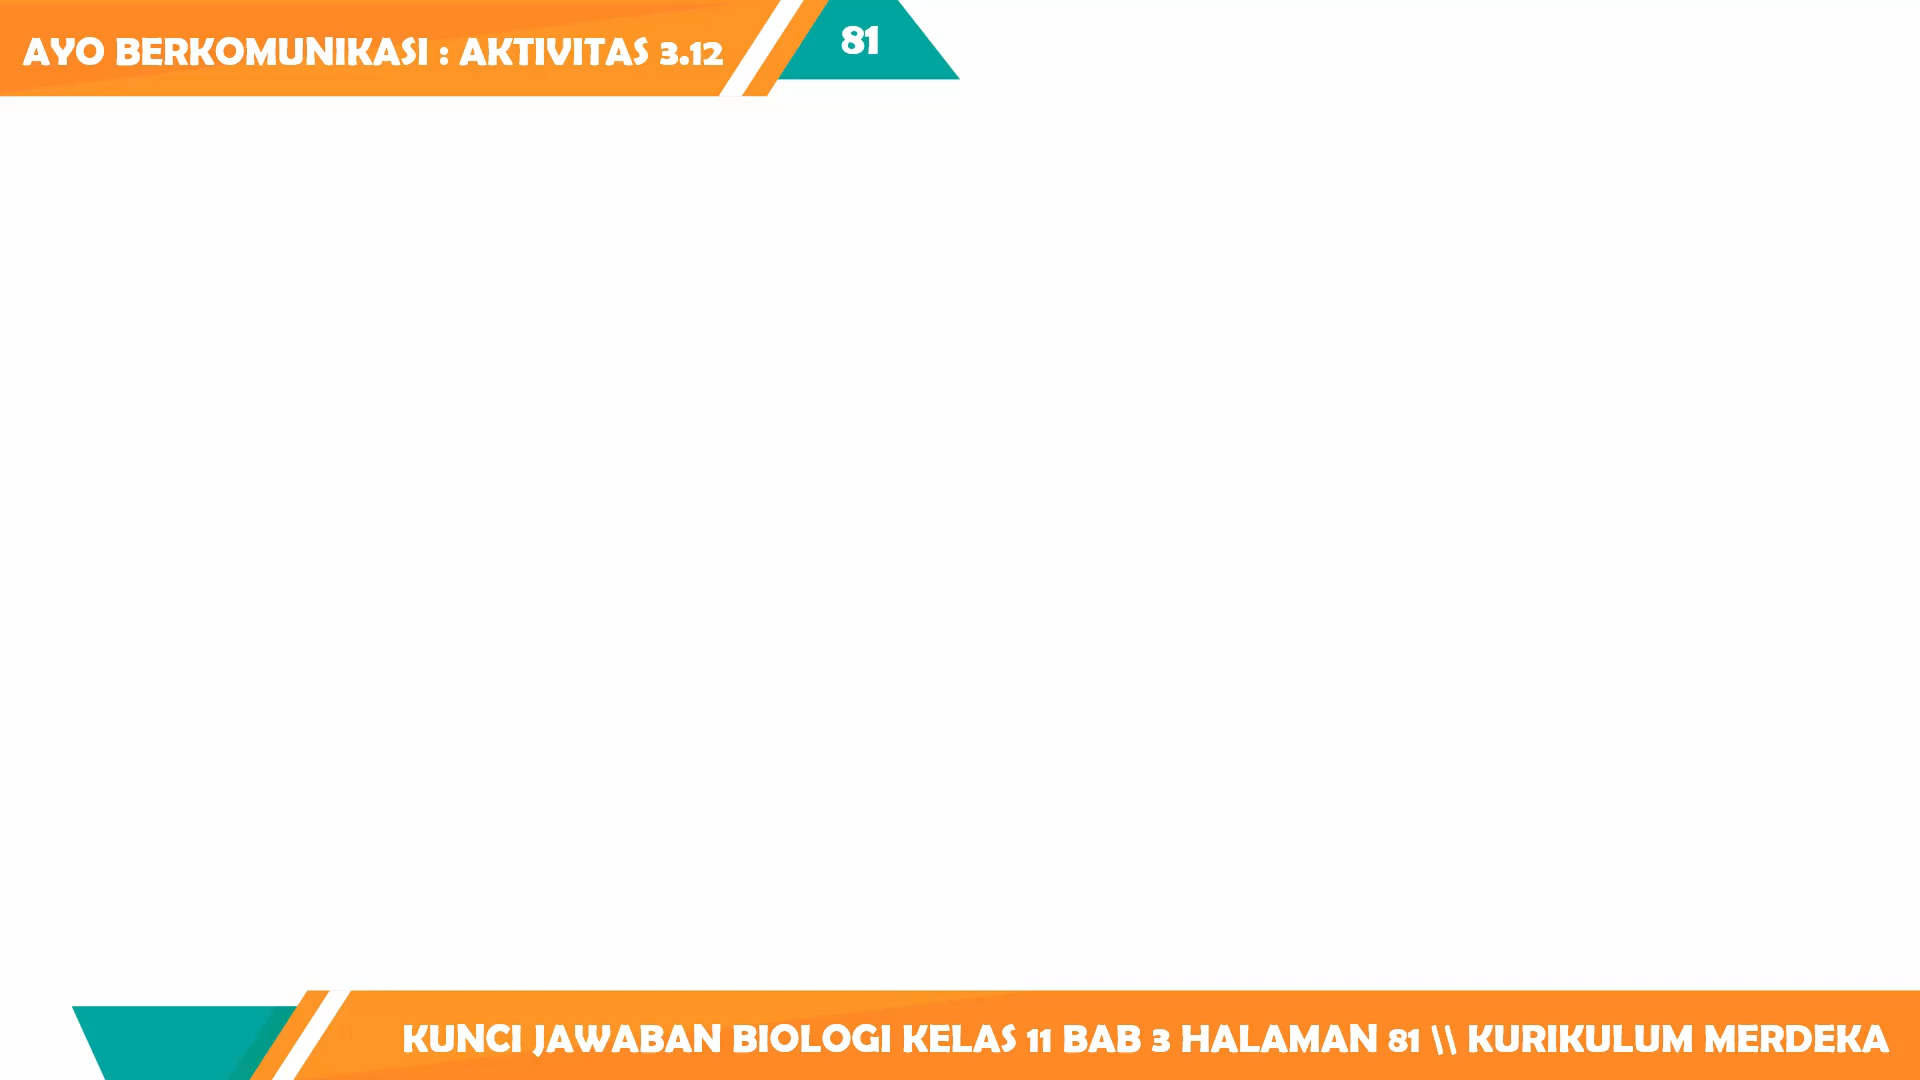 AYO BERKOMUNIKASI : AKTIVITAS 3.12
81
KUNCI JAWABAN BIOLOGI KELAS 11 BAB 3 HALAMAN 81 \\ KURIKULUM MERDEKA